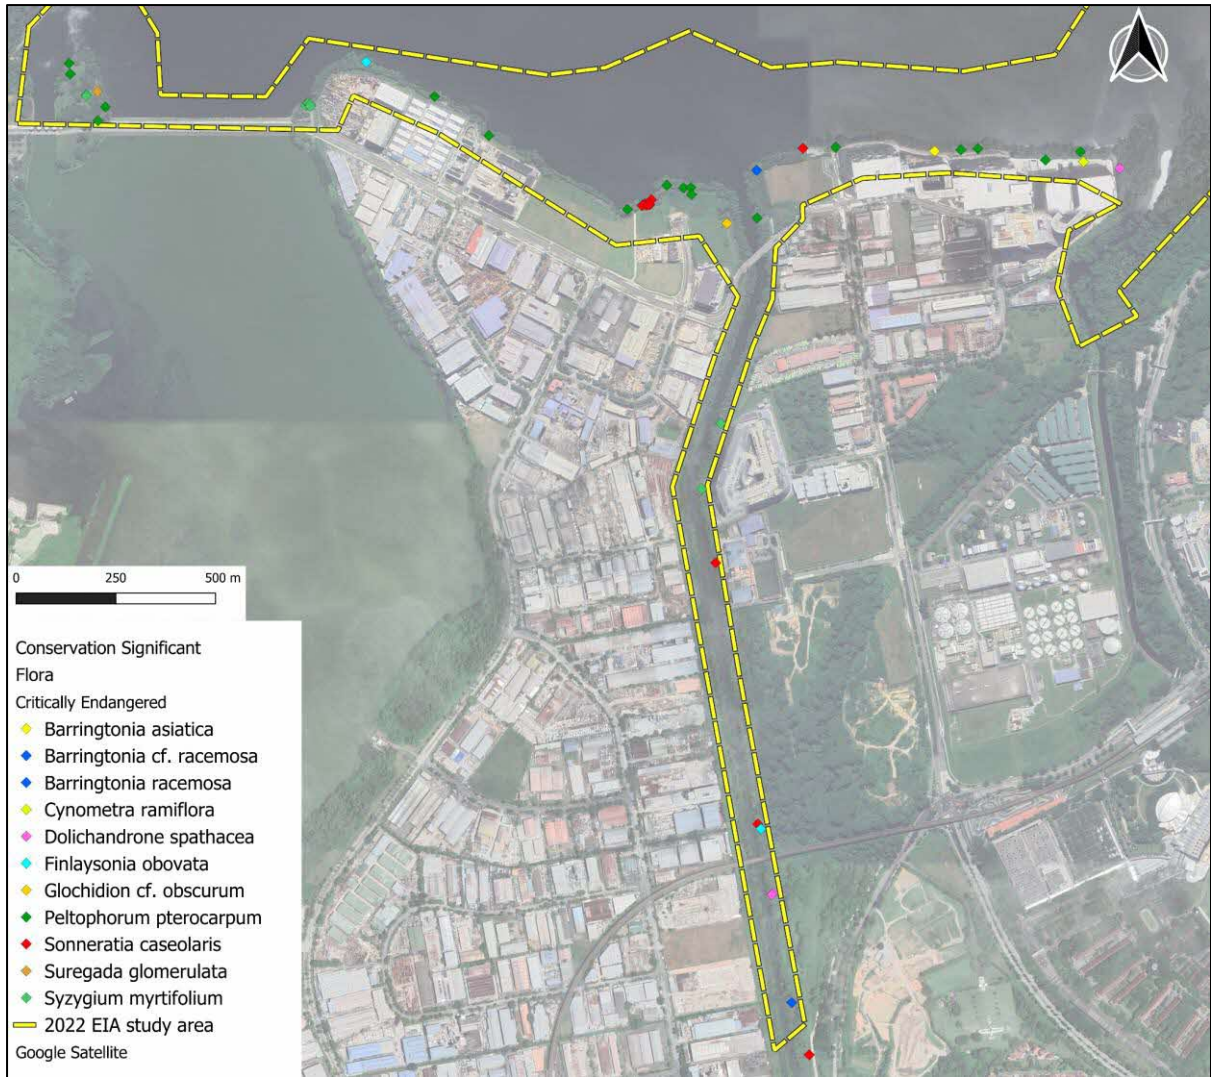 0 250 500 m
Conservation Significant
Flora
Critically Endangered
Barringtonia asiatica
Barringtonia cf. racemosa
Barringtonia racemosa
Cynometra ramiflora
Dolichandrone spathacea
Finlaysonia obovata
Glochidion cf. obscurum
Peltophorum pterocarpum
Sonneratia caseolaris
Suregada glomerulata
Syzygium myrtifolium
2022 EIA study area
Google Satellite